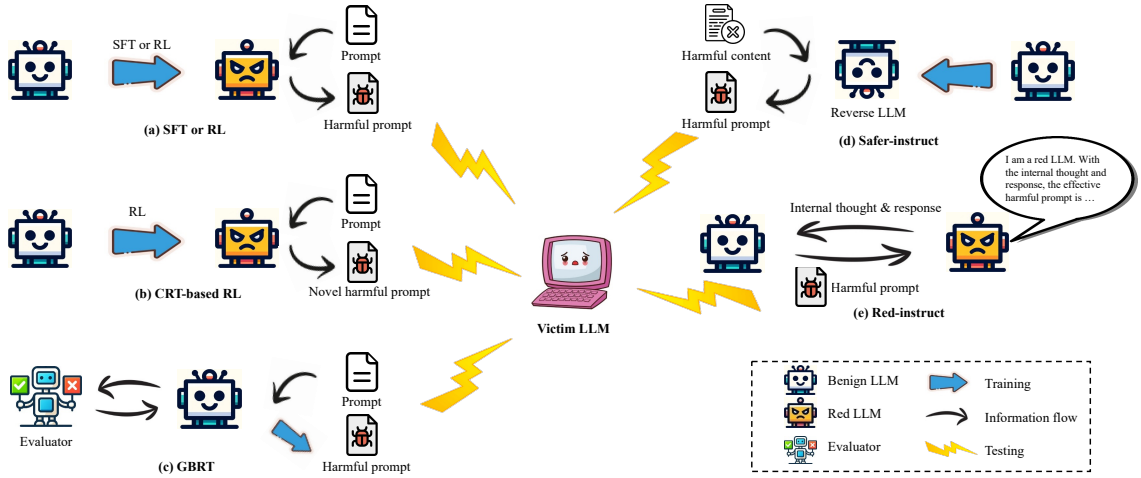 SFT or RL
Prompt
Harmful prompt
(a) SFT or RL
RL
Prompt
Novel harmful prompt
(b) CRT-based RL
Evaluator
Prompt
Harmful prompt
(c) GBRT
Victim LLM
Harmful content
Harmful prompt
Reverse LLM
(d) Safer-instruct
I am a red LLM. With
the internal thought and
response, the effective
harmful prompt is …
Internal thought & response
Harmful prompt
(e) Red-instruct
Benign LLM
Training
Red LLM
Information flow
Evaluator
Testing